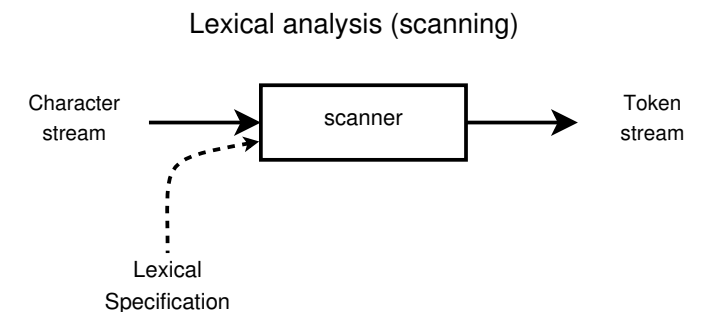 Lexical analysis (scanning)
Character
stream
scanner
Token
stream
Lexical
Specification